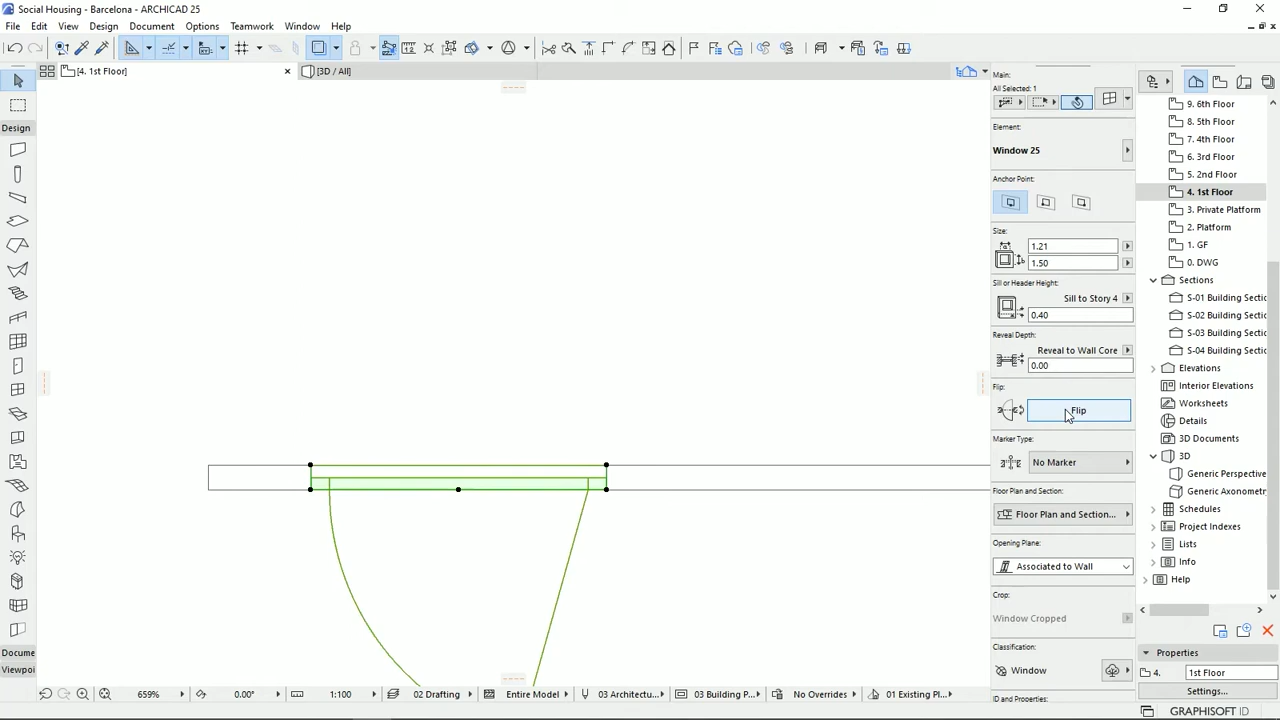 Social Housing - Barcelona - ARCHICAD 25
File Edit View Design Document Options Teamwork Window Help
[4. 1st Floor]
[3D / All]
Design
Docume
Viewpoi
Main:
All Selected: 1
Element:
Window 25
Anchor Point:
Size:
1.21
1.50
Sill or Header Height:
Sill to Story 4
0.40
Reveal Depth:
Reveal to Wall Core
0.00
Flip:
Flip
Marker Type:
No Marker
Floor Plan and Section:
Floor Plan and Section...
Opening Plane:
Associated to Wall
Crop:
Window Cropped
Classification:
Window
ID and Properties:
9. 6th Floor
8. 5th Floor
7. 4th Floor
6. 3rd Floor
5. 2nd Floor
4. 1st Floor
3. Private Platform
2. Platform
1. GF
0. DWG
Sections
S-01 Building Sectio
S-02 Building Sectio
S-03 Building Sectio
S-04 Building Sectio
Elevations
Interior Elevations
Worksheets
Details
3D Documents
3D
Generic Perspective
Generic Axonometr
Schedules
Project Indexes
Lists
Info
Help
Properties
4. 1st Floor
Settings...
659% 0.00° 1:100 02 Drafting Entire Model 03 Architectu... 03 Building P... No Overrides 01 Existing Pl...
GRAPHISOFT ID